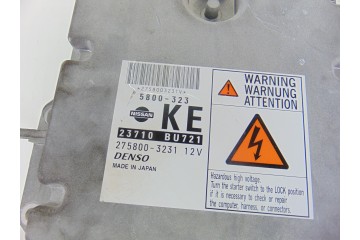 *275800323I7*
5800-323
NISSAN
KE
23710 BU721
275800-3231 12V
DENSO
MADE IN JAPAN
WARNING
WARNUNG
ATTENTION
Hazardous high voltage.
Turn the starter switch to the LOCK position
if it is necessary to check or repair
the computer, harness, or connectors.